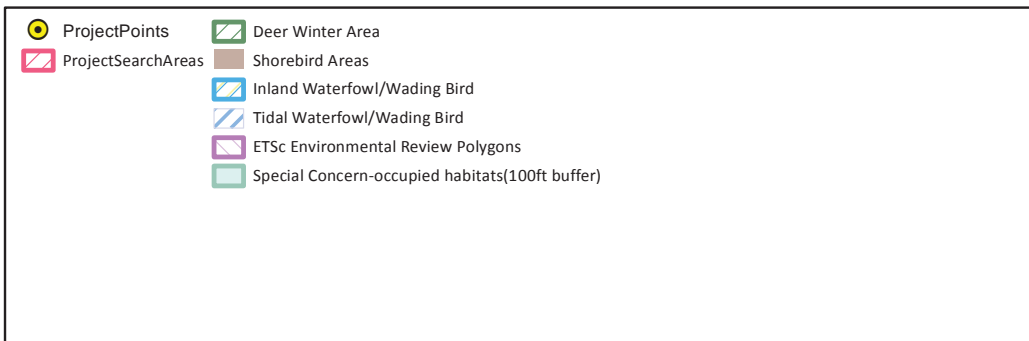 ProjectPoints
ProjectSearchAreas
Deer Winter Area
Shorebird Areas
Inland Waterfowl/Wading Bird
Tidal Waterfowl/Wading Bird
ETSc Environmental Review Polygons
Special Concern-occupied habitats(100ft buffer)